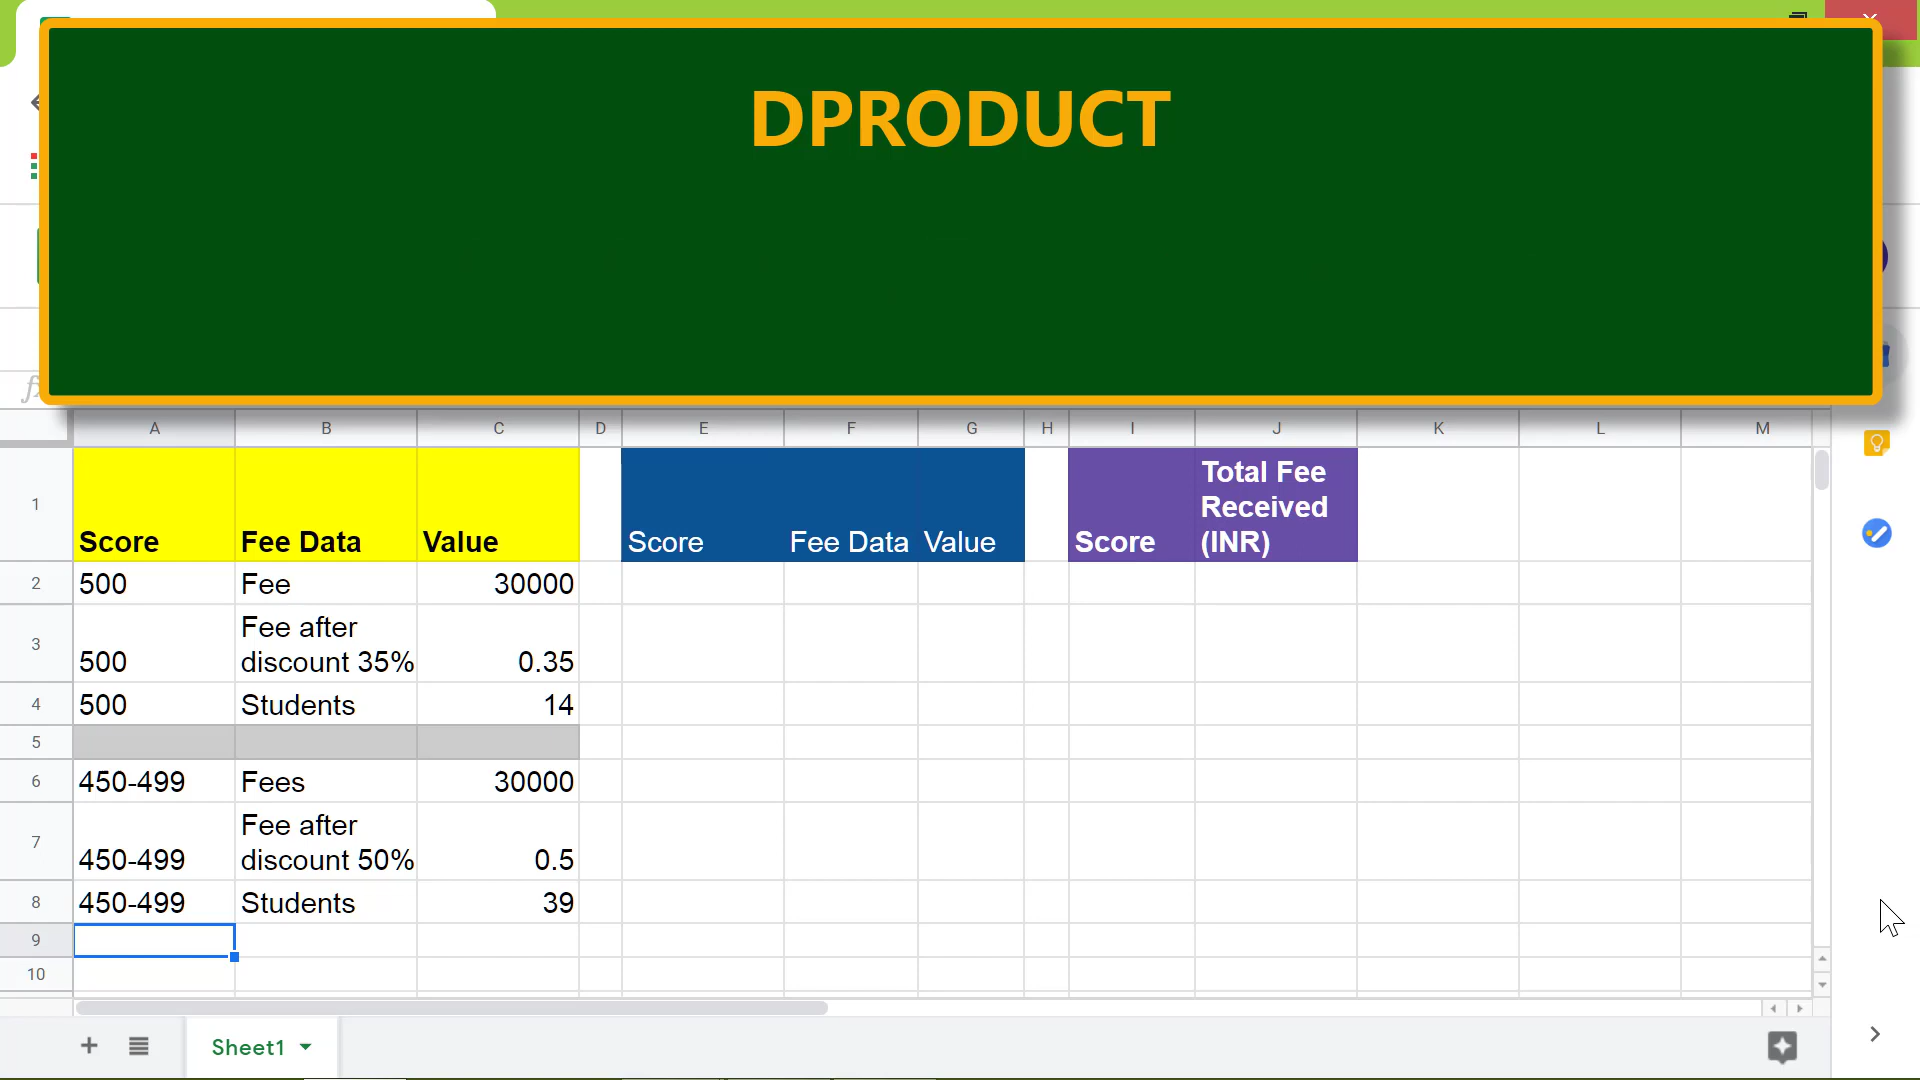 DPRODUCT
A B C D E F G H I J K L M
1 Score Fee Data Value Score Fee Data Value Score Total Fee
Received
(INR)
2 500 Fee 30000
3 500 Fee after
discount 35% 0.35
4 500 Students 14
5
6 450-499 Fees 30000
7 450-499 Fee after
discount 50% 0.5
8 450-499 Students 39
9
10
Sheet1